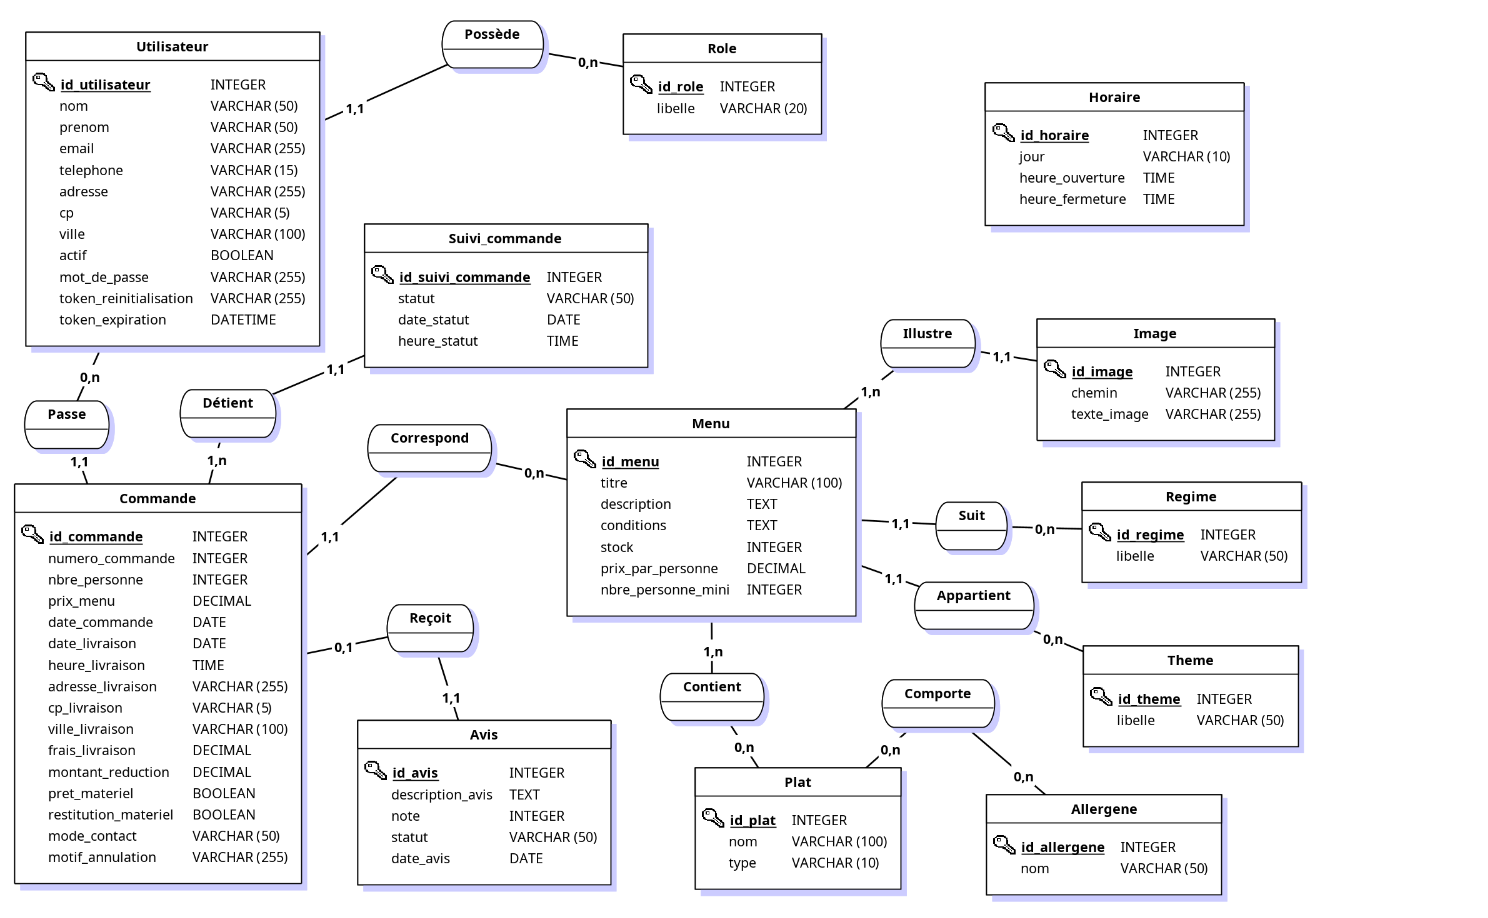 Utilisateur
id_utilisateur INTEGER
nom VARCHAR (50)
prenom VARCHAR (50)
email VARCHAR (255)
telephone VARCHAR (15)
adresse VARCHAR (255)
cp VARCHAR (5)
ville VARCHAR (100)
actif BOOLEAN
mot_de_passe VARCHAR (255)
token_reinitialisation VARCHAR (255)
token_expiration DATETIME
1,1
Possède
0,n
Role
id_role INTEGER
libelle VARCHAR (20)
Horaire
id_horaire INTEGER
jour VARCHAR (10)
heure_ouverture TIME
heure_fermeture TIME
Suivi_commande
id_suivi_commande INTEGER
statut VARCHAR (50)
date_statut DATE
heure_statut TIME
0,n
Passe
1,1
1,1
Détient
1,n
Commande
id_commande INTEGER
numero_commande INTEGER
nbre_personne INTEGER
prix_menu DECIMAL
date_commande DATE
date_livraison DATE
heure_livraison TIME
adresse_livraison VARCHAR (255)
cp_livraison VARCHAR (5)
ville_livraison VARCHAR (100)
frais_livraison DECIMAL
montant_reduction DECIMAL
pret_materiel BOOLEAN
restitution_materiel BOOLEAN
mode_contact VARCHAR (50)
motif_annulation VARCHAR (255)
Correspond
0,n
1,1
Reçoit
0,1
1,1
Avis
id_avis INTEGER
description_avis TEXT
note INTEGER
statut VARCHAR (50)
date_avis DATE
Menu
id_menu INTEGER
titre VARCHAR (100)
description TEXT
conditions TEXT
stock INTEGER
prix_par_personne DECIMAL
nbre_personne_mini INTEGER
Illustre
1,n
1,1
Image
id_image INTEGER
chemin VARCHAR (255)
texte_image VARCHAR (255)
1,1
Suit
0,n
Regime
id_regime INTEGER
libelle VARCHAR (50)
1,1
Appartient
0,n
Theme
id_theme INTEGER
libelle VARCHAR (50)
1,n
Contient
0,n
Plat
id_plat INTEGER
nom VARCHAR (100)
type VARCHAR (10)
Comporte
0,n
0,n
Allergene
id_allergene INTEGER
nom VARCHAR (50)